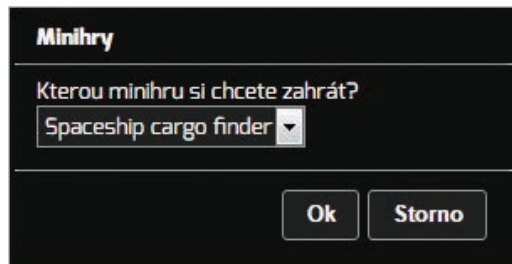 Minihry
Kterou minihru si chcete zahrát?
Spaceship cargo finder
Ok Storno